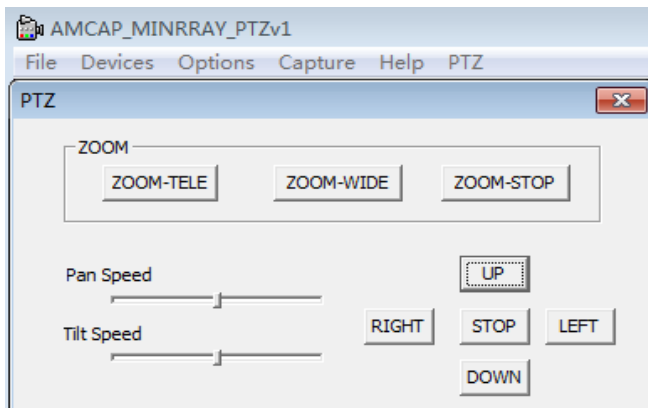 AMCAP_MINRRAY_PTZv1
File Devices Options Capture Help PTZ
PTZ
ZOOM
ZOOM-TELE ZOOM-WIDE ZOOM-STOP
Pan Speed
UP
Tilt Speed
RIGHT STOP LEFT
DOWN